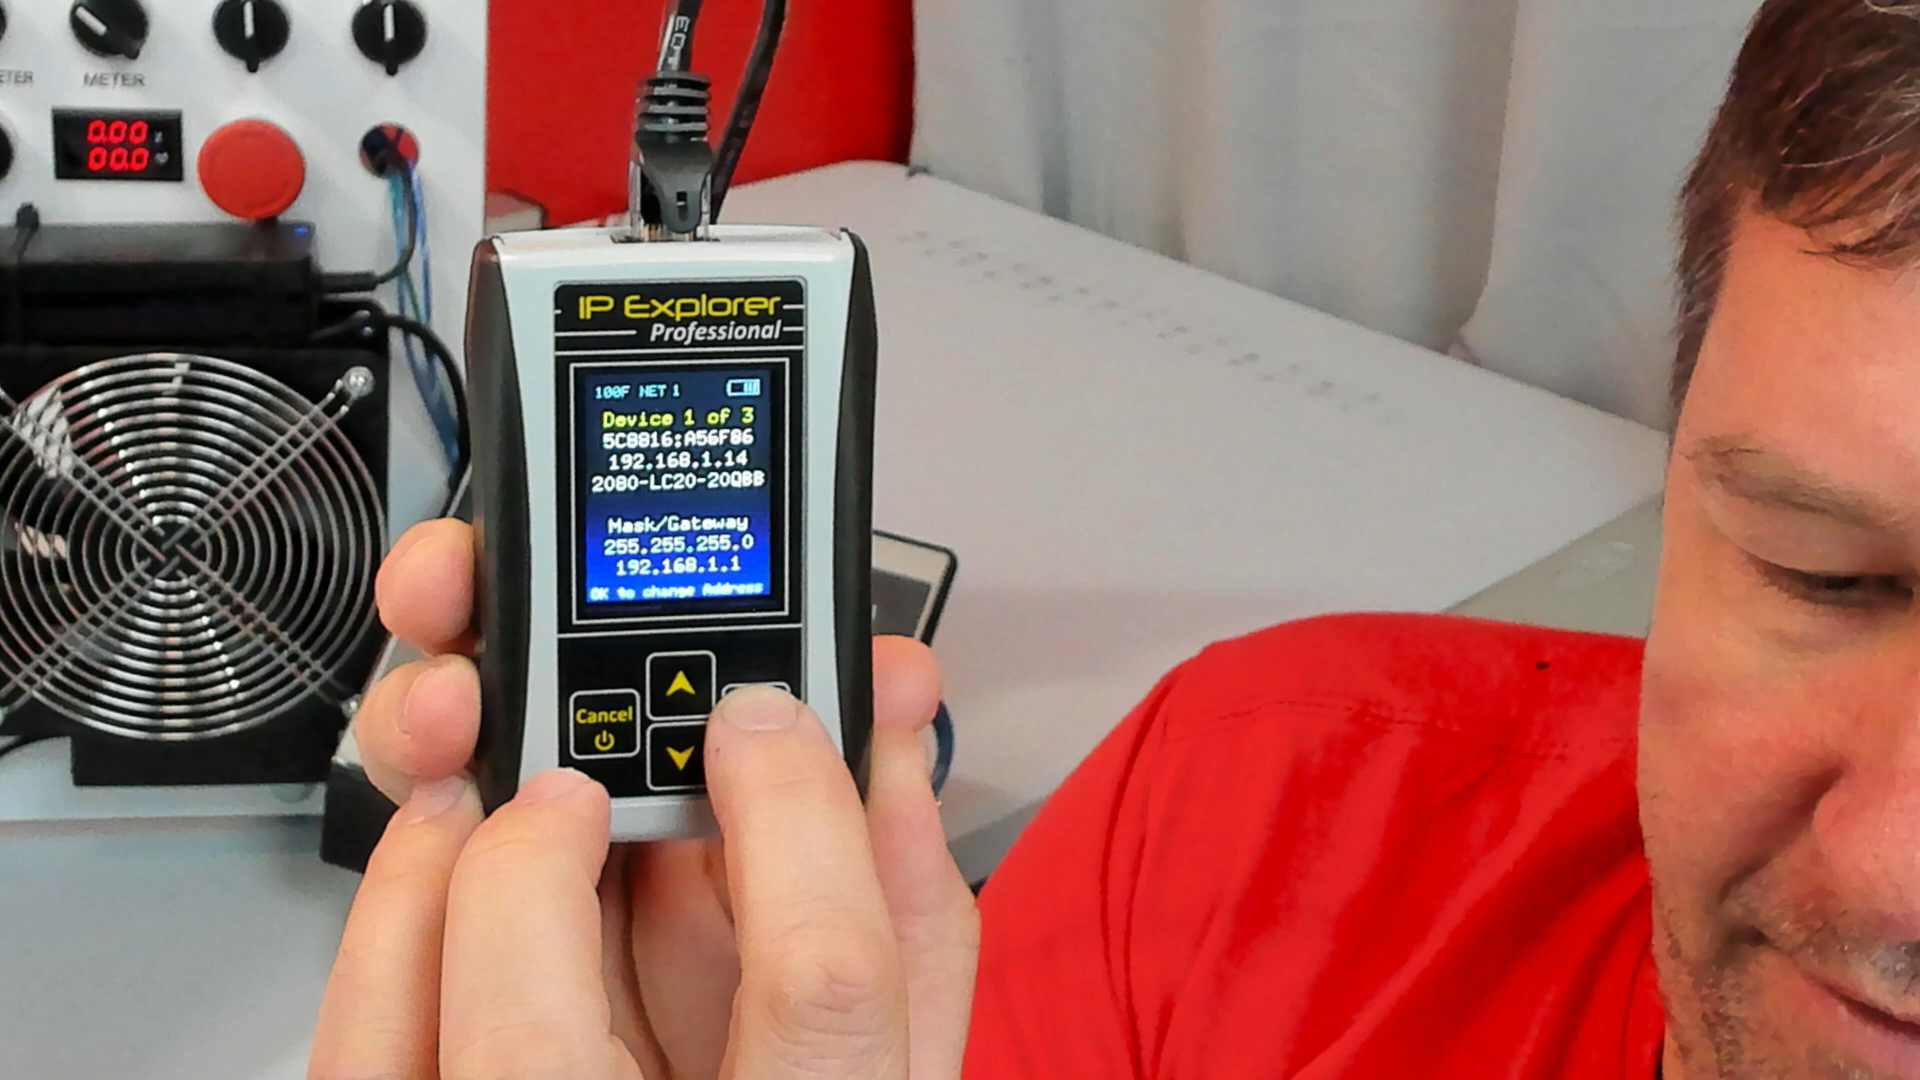 METER
0.00
00.0
IP Explorer
Professional
100F NET 1
Device 1 of 3
5C8816:A56F86
192.168.1.14
2080-LC20-20QBB
Mask/Gateway
255.255.255.0
192.168.1.1
OK to change Address
Cancel